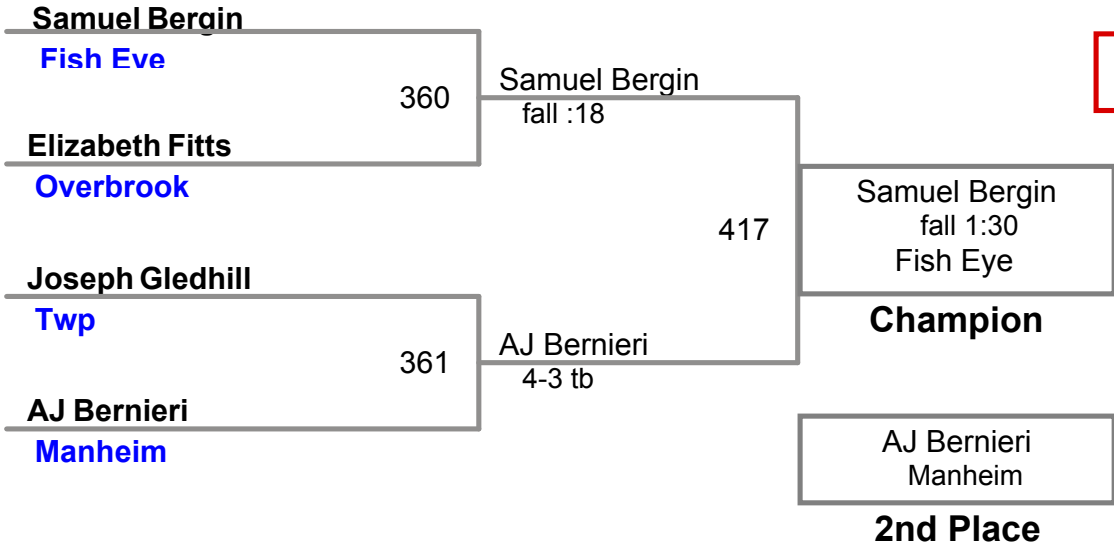 Samuel Bergin
Fish Eye
360
Samuel Bergin
fall :18
Elizabeth Fitts
Overbrook
417
Samuel Bergin
fall 1:30
Fish Eye
Champion
Joseph Gledhill
Twp
361
AJ Bernieri
4-3 tb
AJ Bernieri
Manheim
AJ Bernieri
Manheim
2nd Place